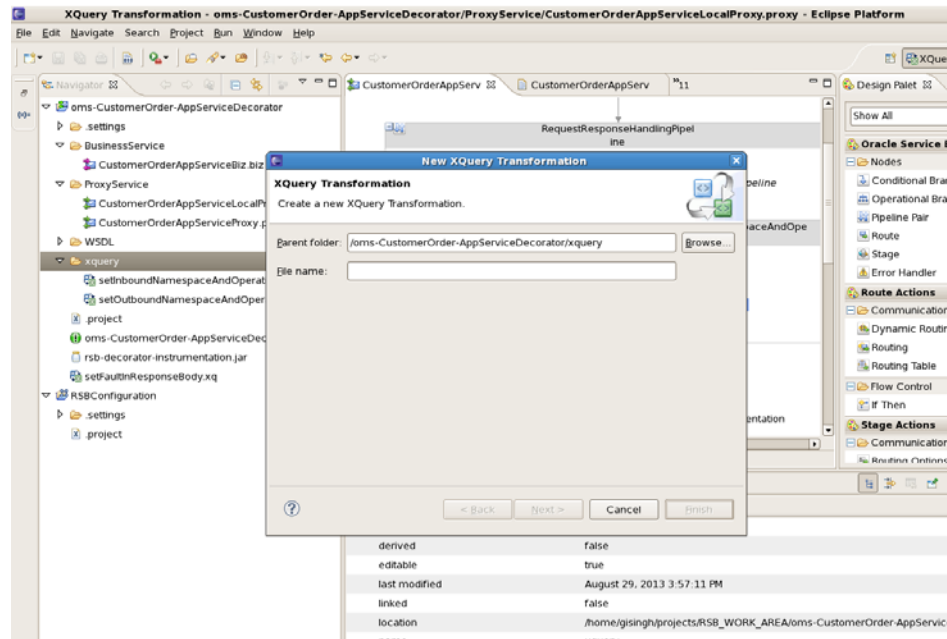 XQuery Transformation - oms-CustomerOrder-AppServiceDecorator/ProxyService/CustomerOrderAppServiceLocalProxy.proxy - Eclipse Platform
File Edit Navigate Search Project Run Window Help
XQue
Navigator
CustomerOrderAppServ
CustomerOrderAppServ
"11
Design Palet
oms-CustomerOrder-AppServiceDecorator
.settings
BusinessService
CustomerOrderAppServiceBiz.biz
ProxyService
CustomerOrderAppServiceLocalPr
CustomerOrderAppServiceProxy.p
WSDL
xquery
setInboundNamespaceAndOperat
setOutboundNamespaceAndOper
.project
oms-CustomerOrder-AppServiceDec
rsb-decorator-instrumentation.jar
setFaultInResponseBody.xq
RSBConfiguration
.settings
.project
RequestResponseHandlingPipel
ine
peline
paceAndOpe
entation
New XQuery Transformation
XQuery Transformation
Create a new XQuery Transformation.
Parent folder: /oms-CustomerOrder-AppServiceDecorator/xquery Browse...
File name:
< Back Next > Cancel Finish
Show All
Oracle Service B
Nodes
Conditional Bra
Operational Bra
Pipeline Pair
Route
Stage
Error Handler
Route Actions
Communication
Dynamic Routin
Routing
Routing Table
Flow Control
If Then
Stage Actions
Communication
Routing Options
derived false
editable true
last modified August 29, 2013 3:57:11 PM
linked false
location /home/gisingh/projects/RSB_WORK_AREA/oms-CustomerOrder-AppServic